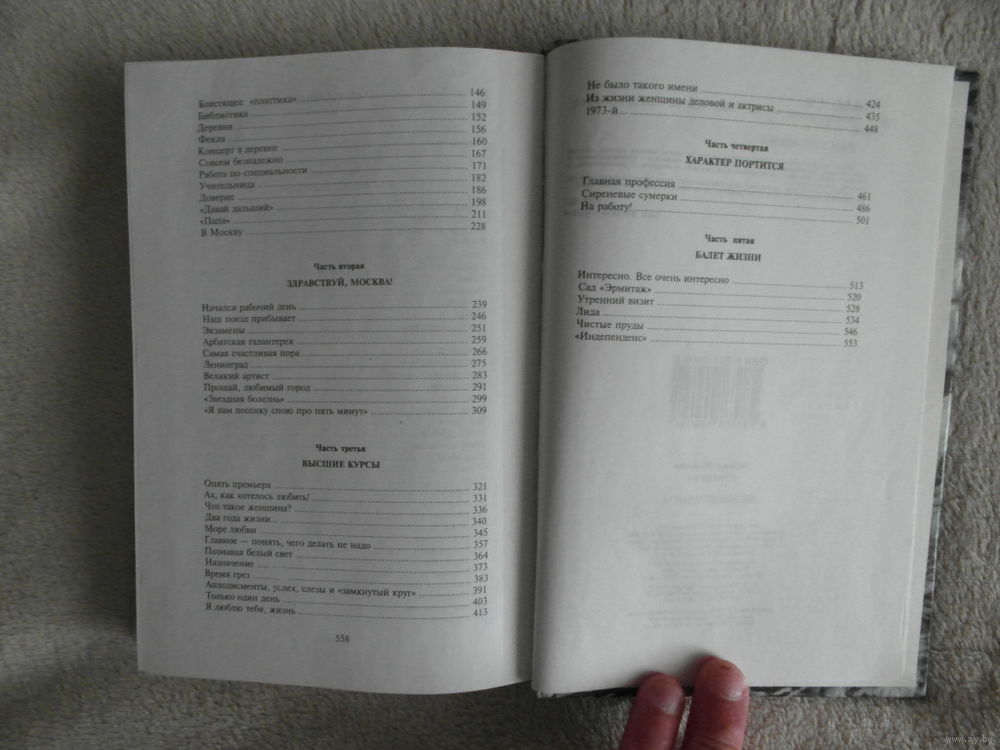 Блестящее «платтика» 146
Библиотека 149
Деревня 152
Фекла 156
Концерт в деревне 160
Совсем безнадежно 167
Работа по специальности 171
Учительница 182
Доверие 186
«Давай дальший» 198
«Папа» 211
В Москву 228
Часть вторая
ЗДРАВСТВУЙ, МОСКВА!
Начался рабочий день 239
Наш поезд прибывает 246
Экзамены 251
Арбатская галантерея 259
Самая счастливая пора 266
Ленинград 275
Великий артист 283
Прощай, любимый город 291
«Звездная болезнь» 299
«Я вам песенку спою про пять минут» 309
Часть третья
ВЫСШИЕ КУРСЫ
Опять премьера 321
Ах, как хотелось любить! 331
Что такое женщина? 336
Два года жизни... 340
Море любви 345
Главное — понять, чего делать не надо 357
Познавая белый свет 364
Назначение 373
Время грез 383
Аплодисменты, успех, слезы и «замкнутый круг» 391
Только один день 403
Я люблю тебя, жизнь 413
558
Не было такого имени 424
Из жизни женщины деловой и актрисы 435
1973-й... 448
Часть четвертая
ХАРАКТЕР ПОРТИТСЯ
Главная профессия 461
Сиреневые сумерки 486
На работу! 501
Часть пятая
БАЛЕТ ЖИЗНИ
Интересно. Все очень интересно 513
Сад «Эрмитаж» 520
Утренний визит 528
Лида 534
Чистые пруды 546
«Индепенденс» 553
www.ay.by